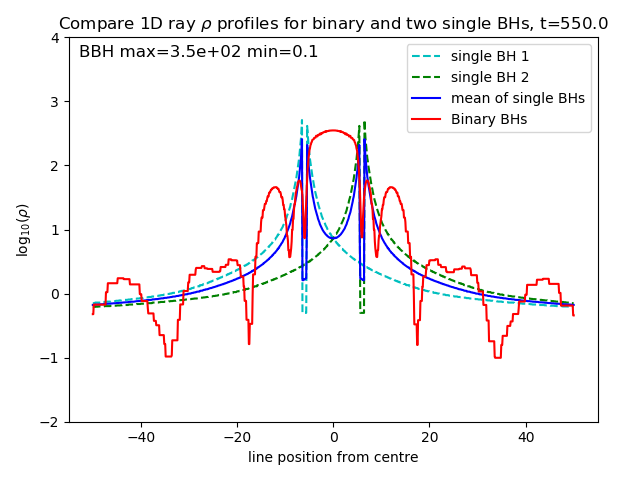 Compare 1D ray ρ profiles for binary and two single BHs, t=550.0
BBH max=3.5e+02 min=0.1
single BH 1
single BH 2
mean of single BHs
Binary BHs
4
3
2
1
0
−1
−2
log₁₀(ρ)
−40
−20
0
20
40
line position from centre